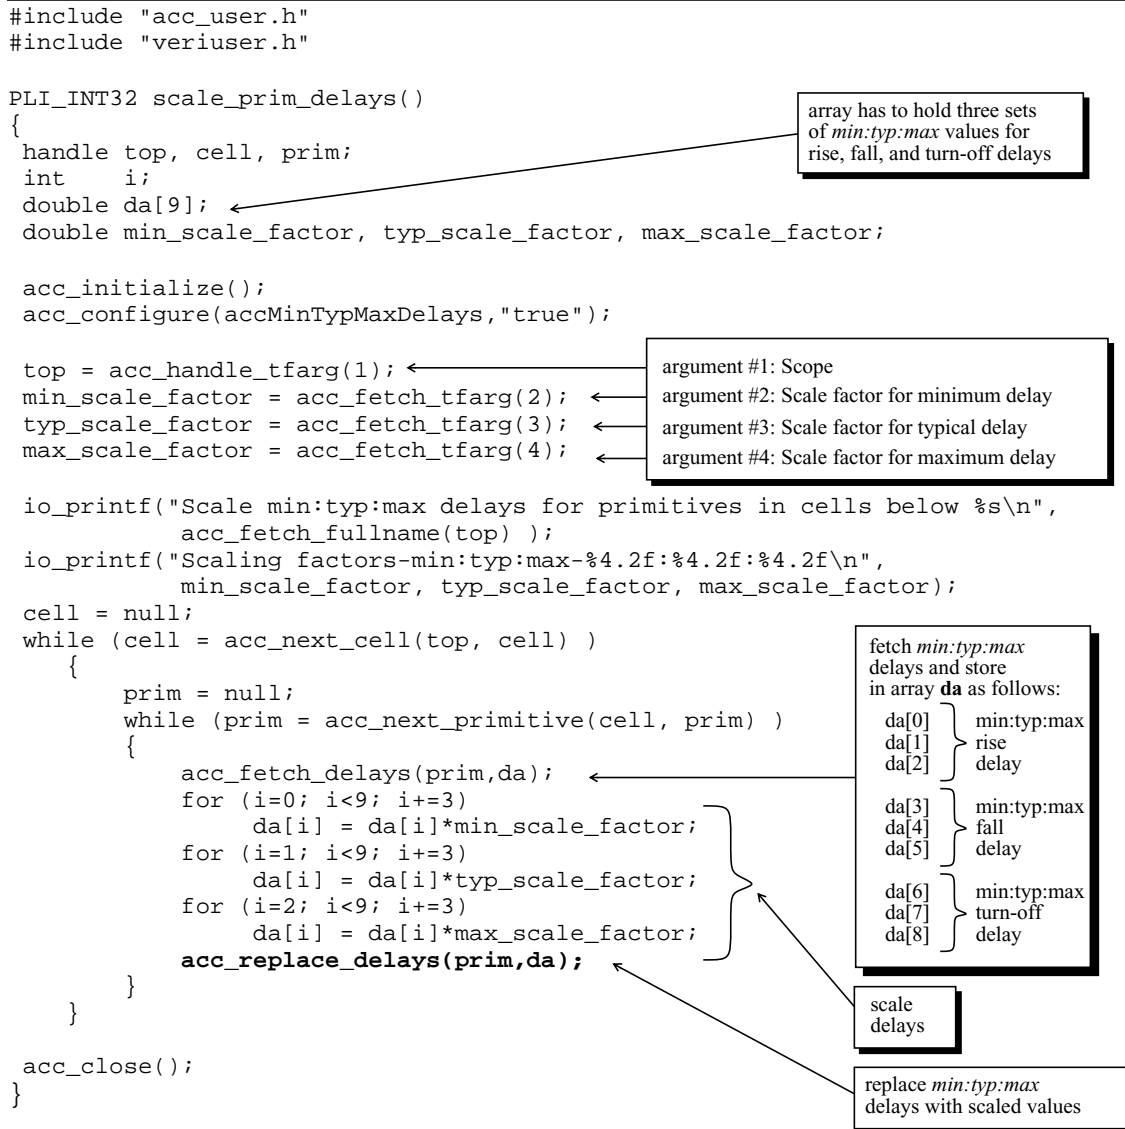 #include "acc_user.h"
#include "veriuser.h"
PLI_INT32 scale_prim_delays()
{
handle top, cell, prim;
int i;
double da[9];
double min_scale_factor, typ_scale_factor, max_scale_factor;
array has to hold three sets
of min:typ:max values for
rise, fall, and turn-off delays
acc_initialize();
acc_configure(accMinTypMaxDelays,"true");
top = acc_handle_tfarg(1);
min_scale_factor = acc_fetch_tfarg(2);
typ_scale_factor = acc_fetch_tfarg(3);
max_scale_factor = acc_fetch_tfarg(4);
argument #1: Scope
argument #2: Scale factor for minimum delay
argument #3: Scale factor for typical delay
argument #4: Scale factor for maximum delay
io_printf("Scale min:typ:max delays for primitives in cells below %s\n",
acc_fetch_fullname(top) );
io_printf("Scaling factors-min:typ:max-%4.2f:%4.2f:%4.2f\n",
min_scale_factor, typ_scale_factor, max_scale_factor);
cell = null;
while (cell = acc_next_cell(top, cell) )
{
prim = null;
while (prim = acc_next_primitive(cell, prim) )
{
acc_fetch_delays(prim,da);
for (i=0; i<9; i+=3)
da[i] = da[i]*min_scale_factor;
for (i=1; i<9; i+=3)
da[i] = da[i]*typ_scale_factor;
for (i=2; i<9; i+=3)
da[i] = da[i]*max_scale_factor;
acc_replace_delays(prim,da);
}
}
acc_close();
}
fetch min:typ:max
delays and store
in array da as follows:
da[0] min:typ:max
da[1] rise
da[2] delay
da[3] min:typ:max
da[4] fall
da[5] delay
da[6] min:typ:max
da[7] turn-off
da[8] delay
scale
delays
replace min:typ:max
delays with scaled values